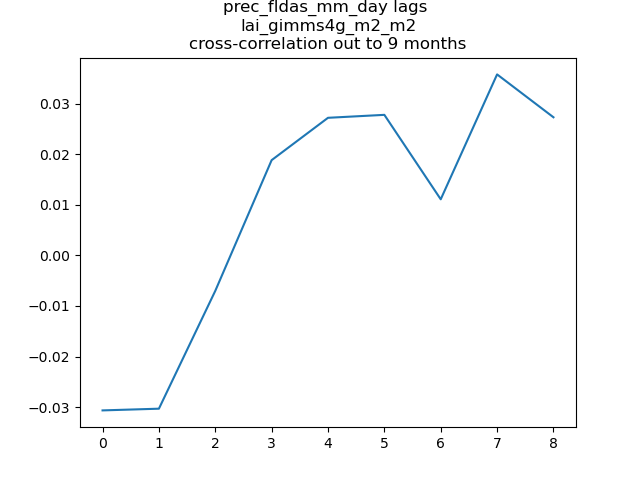 prec_fldas_mm_day lags
lai_gimms4g_m2_m2
cross-correlation out to 9 months
0.03
0.02
0.01
0.00
−0.01
−0.02
−0.03
0 1 2 3 4 5 6 7 8